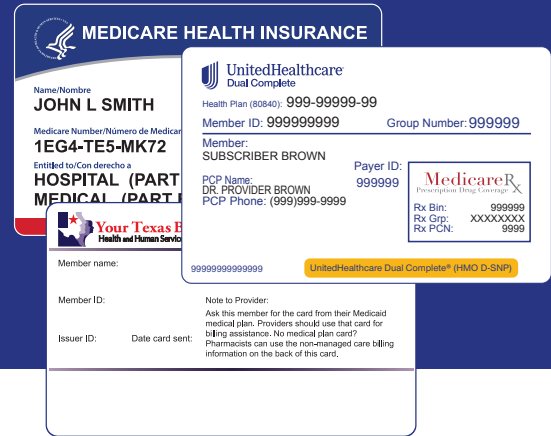 MEDICARE HEALTH INSURANCE
Name/Nombre
JOHN L SMITH
Medicare Number/Número de Medicar
1EG4-TE5-MK72
Entitled to/Con derecho a
HOSPITAL (PART
MEDICAL (PART
UnitedHealthcare®
Dual Complete
Health Plan (80840): 999-99999-99
Member ID: 999999999 Group Number: 999999
Member:
SUBSCRIBER BROWN
Payer ID:
999999
PCP Name:
DR. PROVIDER BROWN
PCP Phone: (999)999-9999
MedicareRx
Prescription Drug Coverage
Rx Bin: 999999
Rx Grp: XXXXXXXX
Rx PCN: 9999
99999999999999 UnitedHealthcare Dual Complete® (HMO D-SNP)
Your Texas
Health and Human Servic
Member name:
Member ID:
Issuer ID: Date card sent:
Note to Provider:
Ask this member for the card from their Medicaid
medical plan. Providers should use that card for
billing assistance. No medical plan card?
Pharmacists can use the non-managed care billing
information on the back of this card.